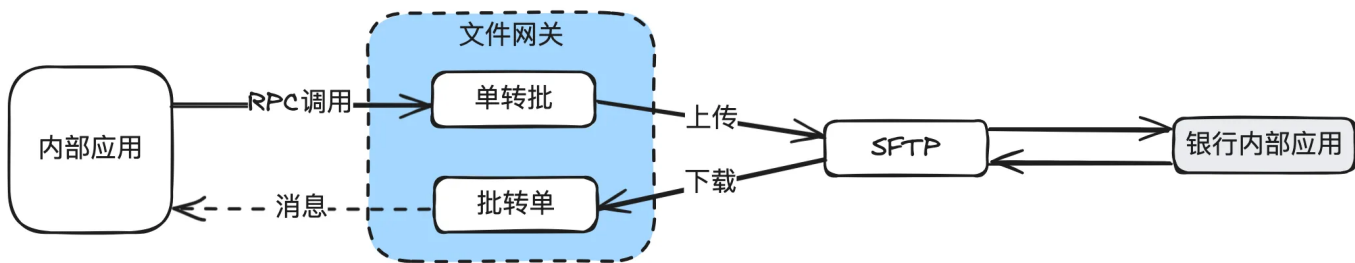 文件网关
内部应用
RPC调用
单转批
上传
SFTP
银行内部应用
下载
批转单
消息